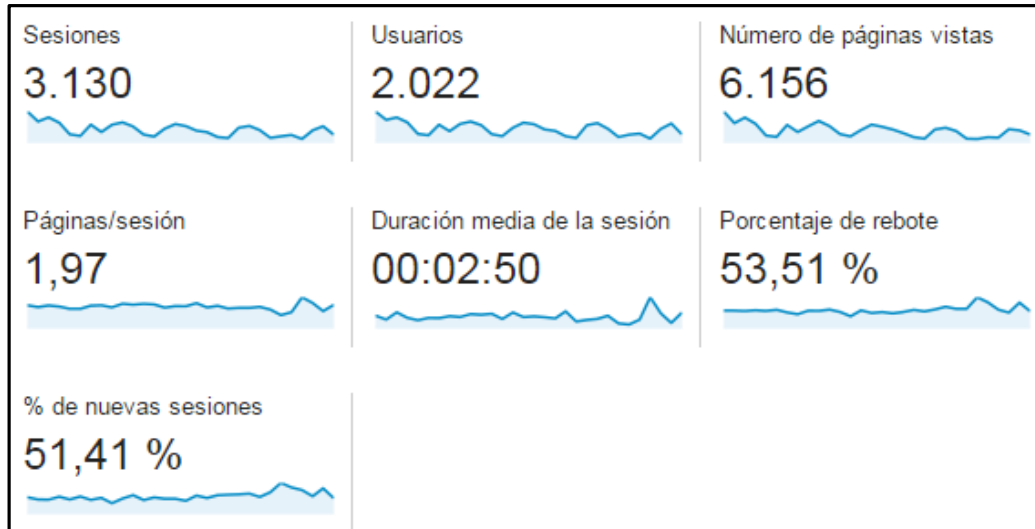 Sesiones
3.130
Usuarios
2.022
Número de páginas vistas
6.156
Páginas/sesión
1,97
Duración media de la sesión
00:02:50
Porcentaje de rebote
53,51 %
% de nuevas sesiones
51,41 %